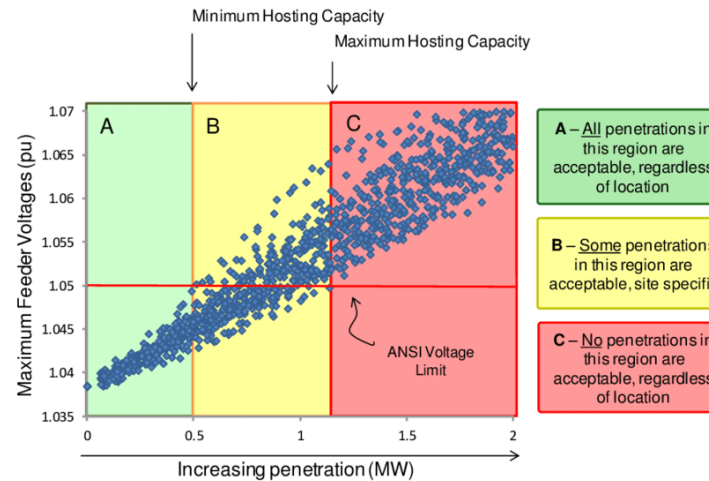 Minimum Hosting Capacity
Maximum Hosting Capacity
Maximum Feeder Voltages (pu)
1.07
1.065
1.06
1.055
1.05
1.045
1.04
1.035
A
B
C
ANSI Voltage
Limit
0
0.5
1
1.5
2
Increasing penetration (MW)
A – All penetrations in
this region are
acceptable, regardless
of location
B – Some penetrations
in this region are
acceptable, site specific
C – No penetrations in
this region are
acceptable, regardless
of location